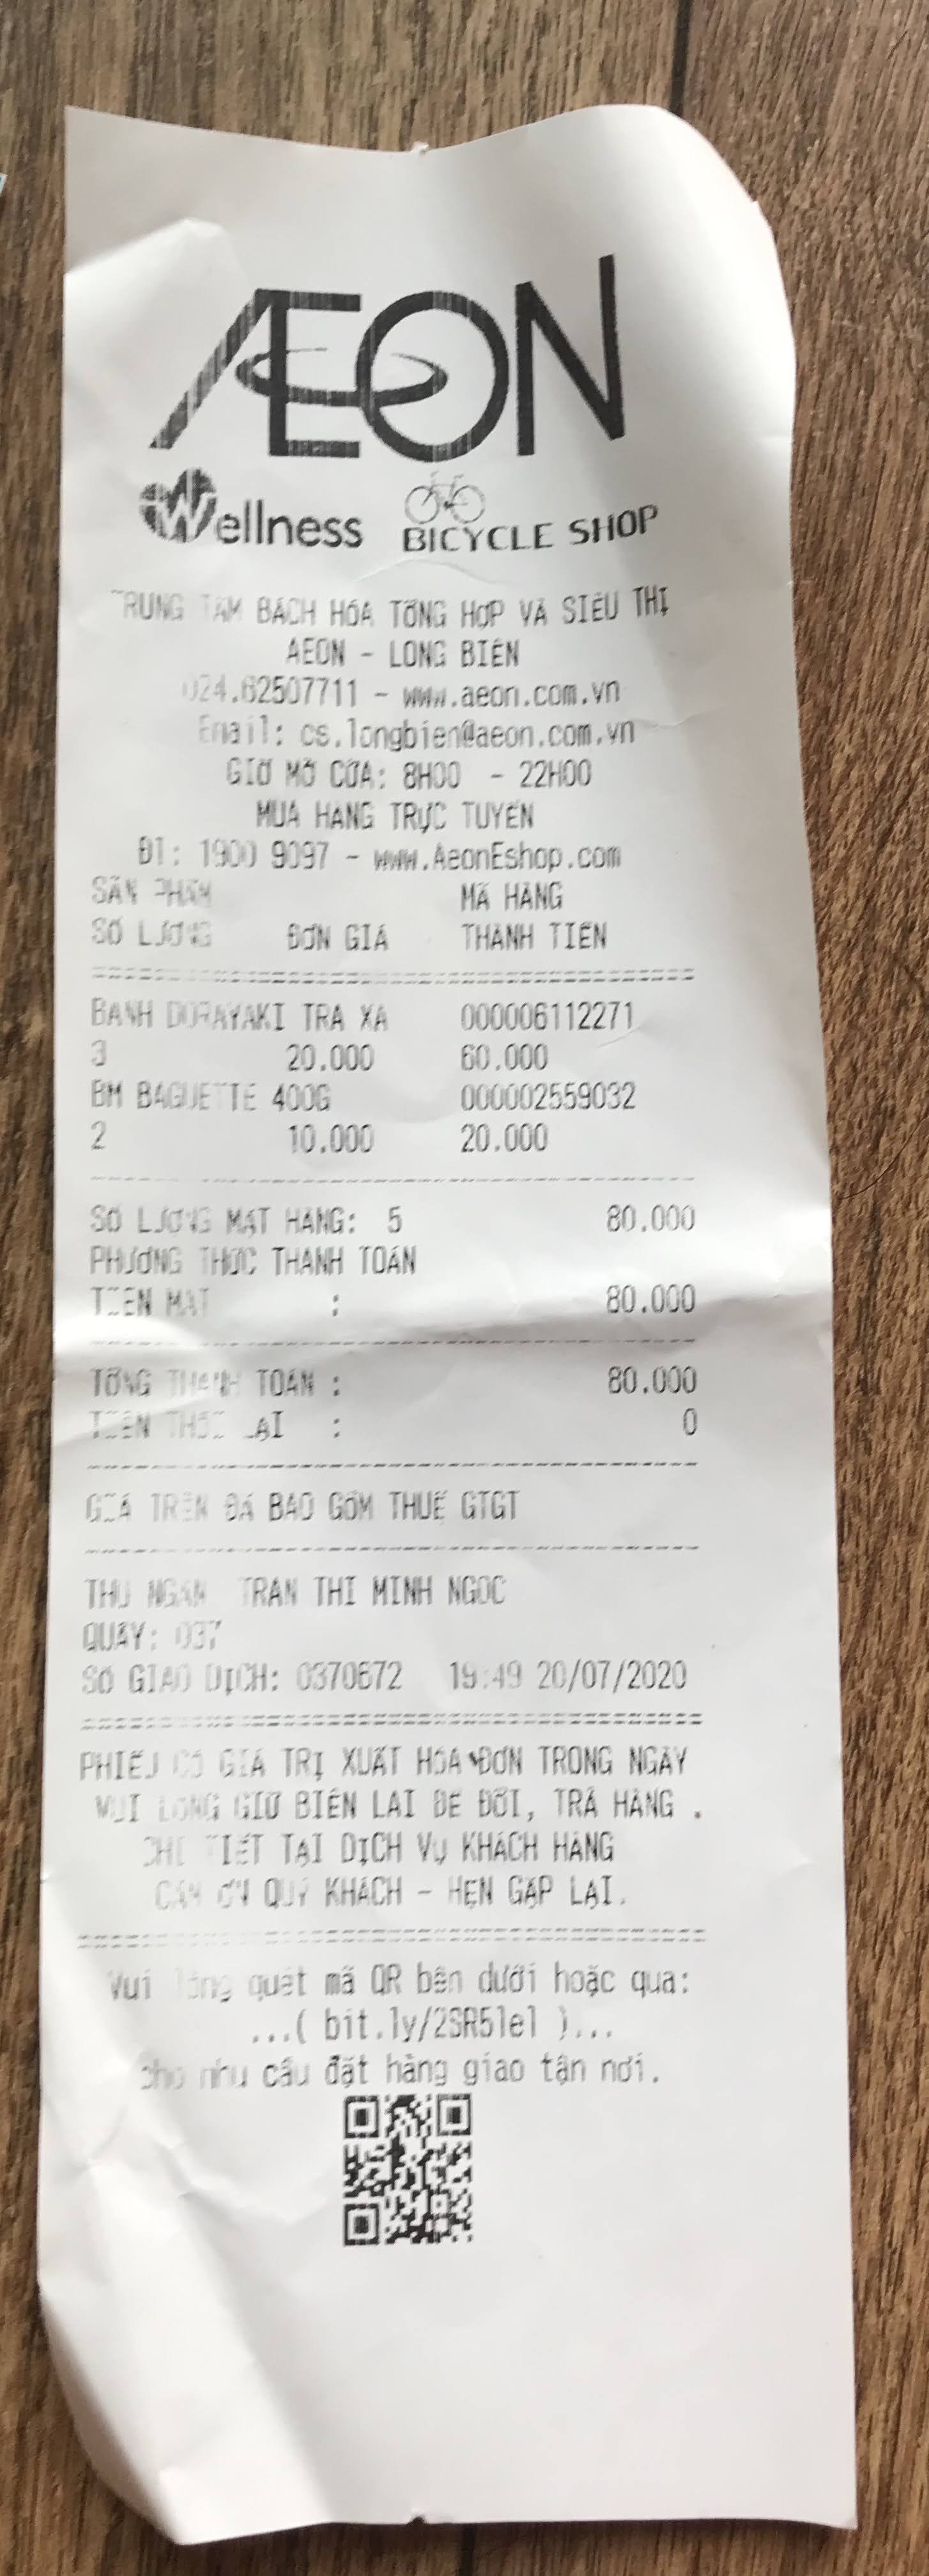 AEON
Wellness BICYCLE SHOP
TRUNG TÂM BÁCH HÓA TỔNG HỢP VÀ SIÊU THỊ
AEON - LONG BIÊN
024.62507711 - www.aeon.com.vn
Email: cs.longbien@aeon.com.vn
GIỜ MỞ CỬA: 8H00 - 22H00
MUA HÀNG TRỰC TUYẾN
ĐT: 1900 9097 - www.AeonEshop.com
SẢN PHẨM MÃ HÀNG
SỐ LƯỢNG ĐƠN GIÁ THÀNH TIỀN
BANH DORAYAKI TRA XA 000006112271
3 20.000 60.000
BM BAGUETTE 400G 000002559032
2 10.000 20.000
SỐ LƯỢNG MẶT HÀNG: 5 80.000
PHƯƠNG THỨC THANH TOÁN
TIỀN MẶT : 80.000
TỔNG THANH TOÁN : 80.000
TIỀN THỐI LẠI : 0
GIÁ TRÊN ĐÃ BAO GỒM THUẾ GTGT
THU NGÂN TRAN THI MINH NGOC
QUẦY: 037
SỐ GIAO DỊCH: 0370672 19:49 20/07/2020
PHIẾU CÓ GIÁ TRỊ XUẤT HÓA ĐƠN TRONG NGÀY
VUI LÒNG GIỮ BIÊN LAI ĐỂ ĐỔI, TRẢ HÀNG .
CHI TIẾT TẠI DỊCH VỤ KHÁCH HÀNG
CẢM ƠN QUÝ KHÁCH - HẸN GẶP LẠI.
Vui lòng quét mã QR bên dưới hoặc qua:
...( bit.ly/2SR5lel )...
cho nhu cầu đặt hàng giao tận nơi.